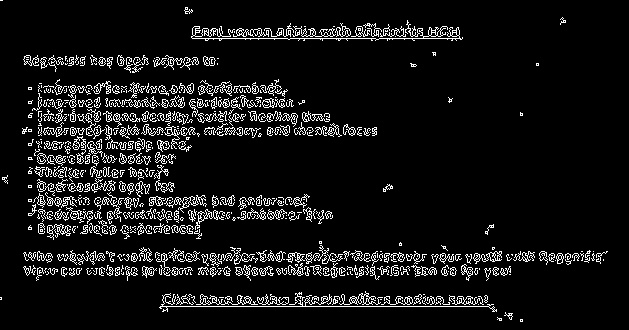 Feel young again with Regenisis HGH
Regenisis has been proven to:
- Improved sex drive and performance
- Improved immune and cardiac function
- Improved bone density, quicker healing time
- Improved brain function, memory, and mental focus
- Increased muscle tone
- Decrease in body fat
- Thicker fuller hair
- Decrease in body fat
- Boost in energy, strength, and endurance
- Reduction of wrinkles, tighter, smoother skin
- Better sleep experiences
Who wouldn't want to feel younger and stronger? Rediscover your youth with Regenisis.
View our website to learn more about what Regenisis HGH can do for you!
Click here to view special offers ending soon!